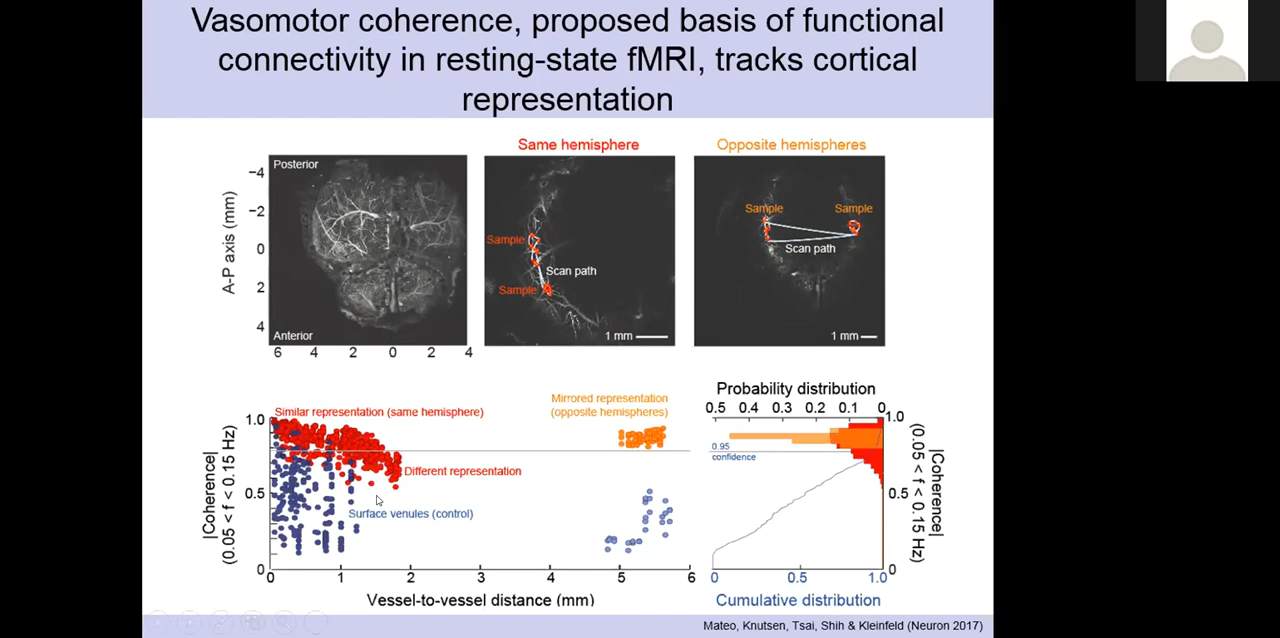 Vasomotor coherence, proposed basis of functional
connectivity in resting-state fMRI, tracks cortical
representation
Same hemisphere
Opposite hemispheres
A-P axis (mm)
−4
−2
0
2
4
Posterior
Anterior
6 4 2 0 2 4
Sample
Scan path
Sample
1 mm
Sample
Sample
Scan path
1 mm
|Coherence|
(0.05 < f < 0.15 Hz)
1.0
0.5
0
Similar representation (same hemisphere)
Different representation
Surface venules (control)
Mirrored representation
(opposite hemispheres)
0 1 2 3 4 5 6
Vessel-to-vessel distance (mm)
Probability distribution
0.5 0.4 0.3 0.2 0.1 0
0.95
confidence
1.0
0.5
0
|Coherence|
(0.05 < f < 0.15 Hz)
0 0.5 1.0
Cumulative distribution
Mateo, Knutsen, Tsai, Shih & Kleinfeld (Neuron 2017)